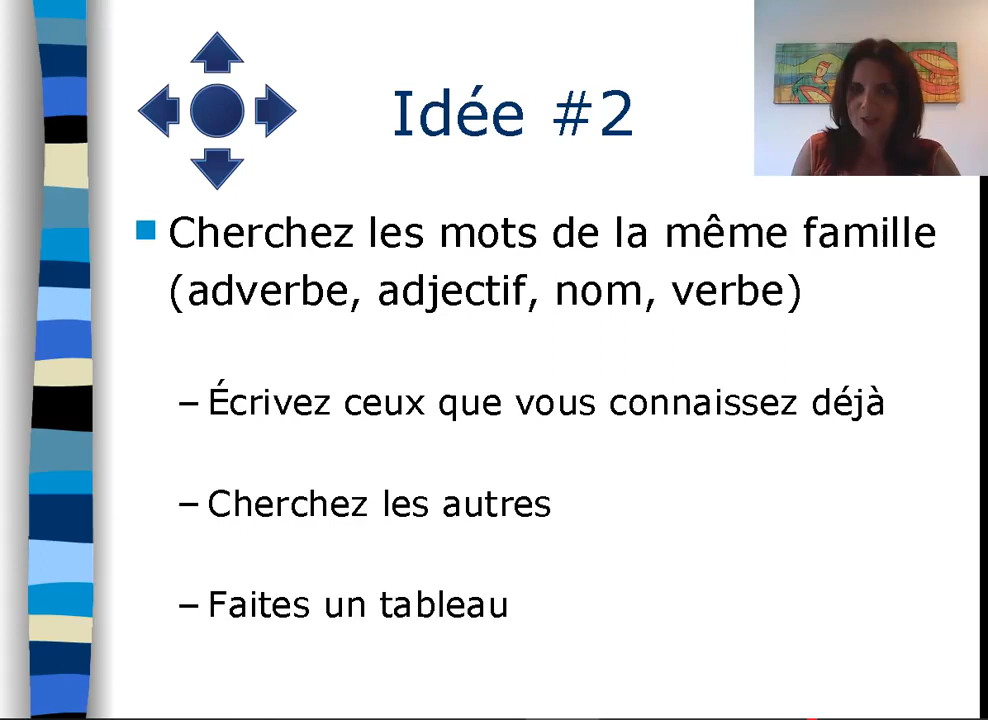 Idée #2
Cherchez les mots de la même famille
(adverbe, adjectif, nom, verbe)
– Écrivez ceux que vous connaissez déjà
– Cherchez les autres
– Faites un tableau